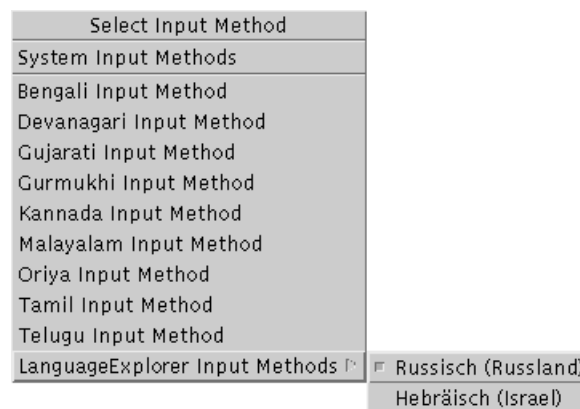 Select Input Method
System Input Methods
Bengali Input Method
Devanagari Input Method
Gujarati Input Method
Gurmukhi Input Method
Kannada Input Method
Malayalam Input Method
Oriya Input Method
Tamil Input Method
Telugu Input Method
LanguageExplorer Input Methods
Russisch (Russland)
Hebräisch (Israel)